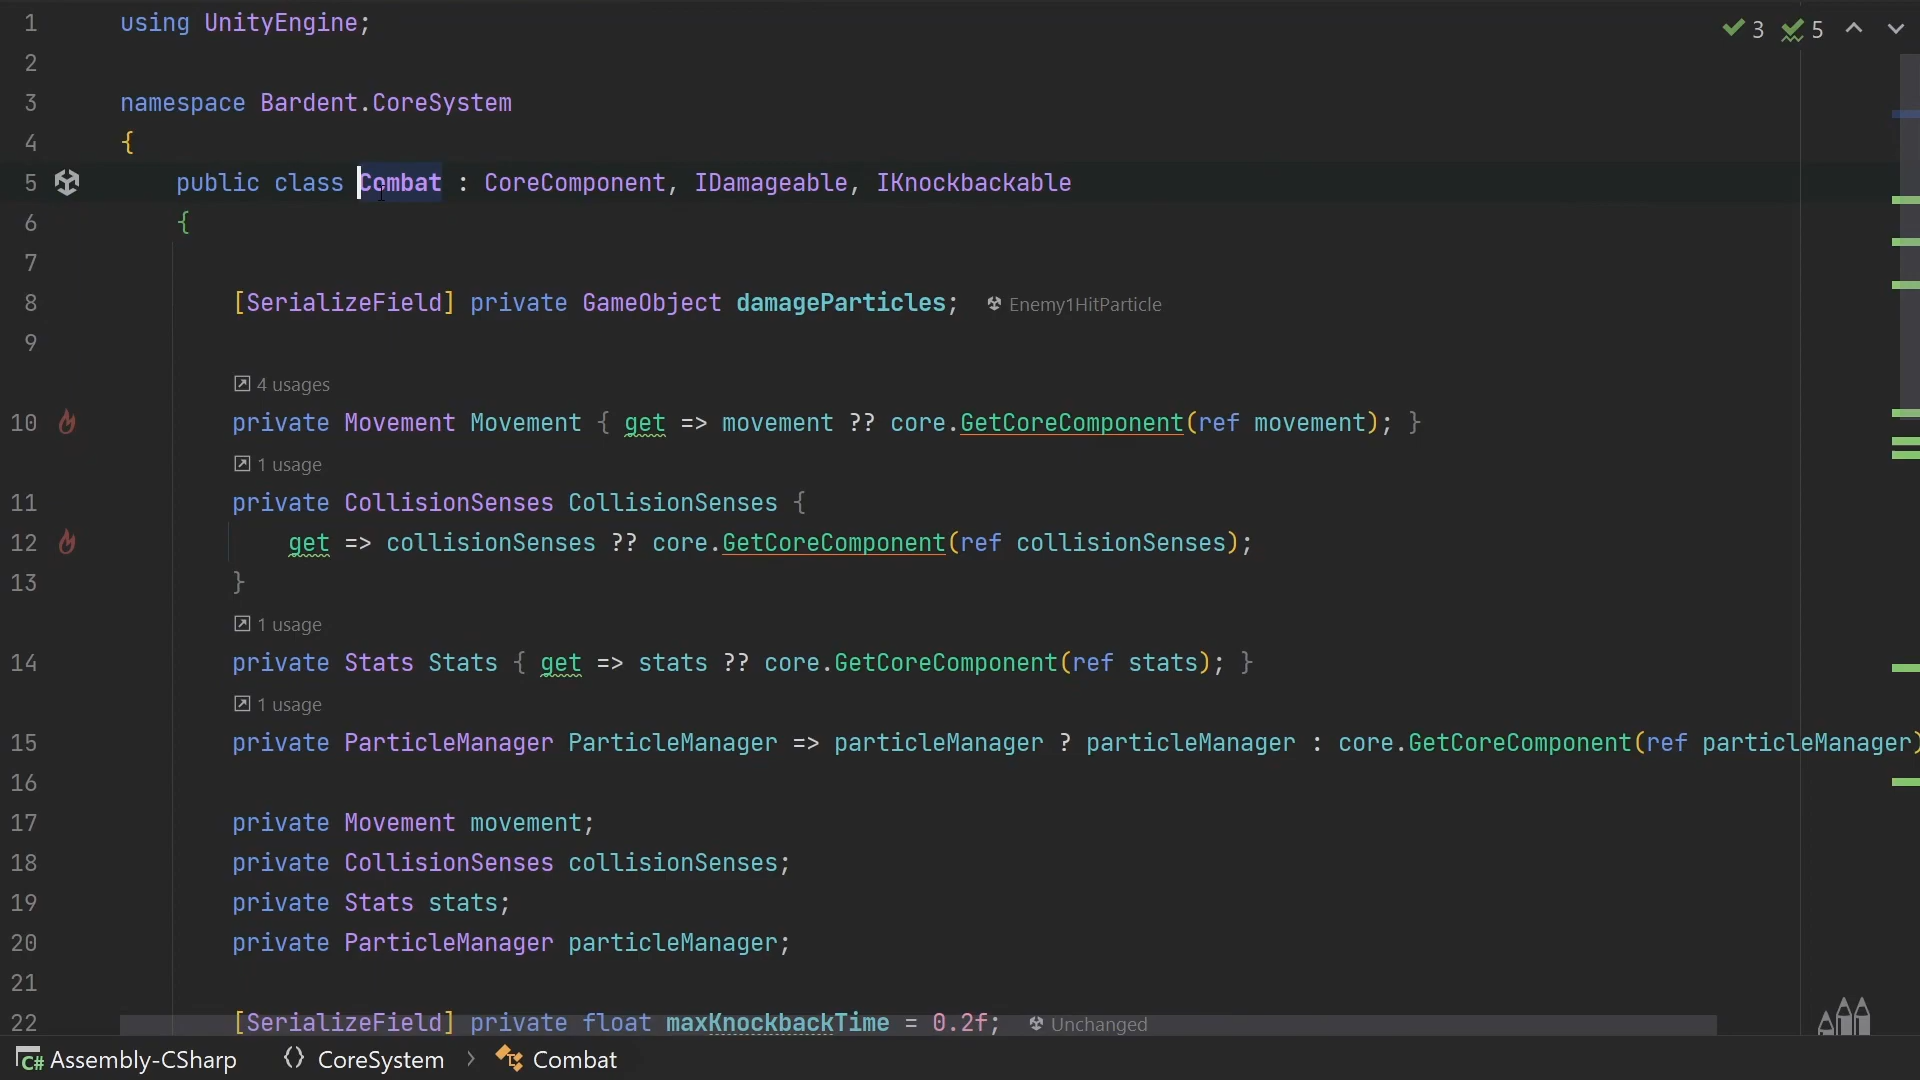 1 using UnityEngine;
3 5
2
3 namespace Bardent.CoreSystem
4 {
5 public class Combat : CoreComponent, IDamageable, IKnockbackable
6 {
7
8 [SerializeField] private GameObject damageParticles; Enemy1HitParticle
9
4 usages
10 private Movement Movement { get => movement ?? core.GetCoreComponent(ref movement); }
1 usage
11 private CollisionSenses CollisionSenses {
12 get => collisionSenses ?? core.GetCoreComponent(ref collisionSenses);
13 }
1 usage
14 private Stats Stats { get => stats ?? core.GetCoreComponent(ref stats); }
1 usage
15 private ParticleManager ParticleManager => particleManager ? particleManager : core.GetCoreComponent(ref particleManager)
16
17 private Movement movement;
18 private CollisionSenses collisionSenses;
19 private Stats stats;
20 private ParticleManager particleManager;
21
22 [SerializeField] private float maxKnockbackTime = 0.2f; Unchanged
C# Assembly-CSharp CoreSystem > Combat